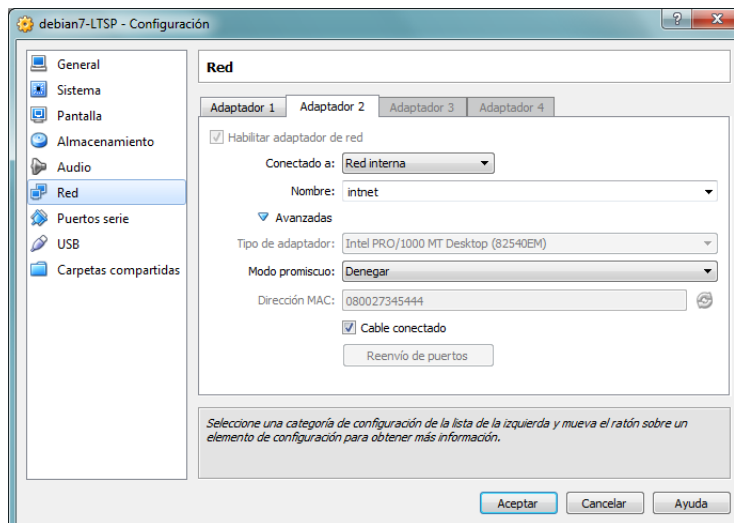 debian7-LTSP - Configuración
General
Sistema
Pantalla
Almacenamiento
Audio
Red
Puertos serie
USB
Carpetas compartidas
Red
Adaptador 1 Adaptador 2 Adaptador 3 Adaptador 4
Habilitar adaptador de red
Conectado a: Red interna
Nombre: intnet
Avanzadas
Tipo de adaptador: Intel PRO/1000 MT Desktop (82540EM)
Modo promiscuo: Denegar
Dirección MAC: 080027345444
Cable conectado
Reenvío de puertos
Seleccione una categoría de configuración de la lista de la izquierda y mueva el ratón sobre un
elemento de configuración para obtener más información.
Aceptar Cancelar Ayuda